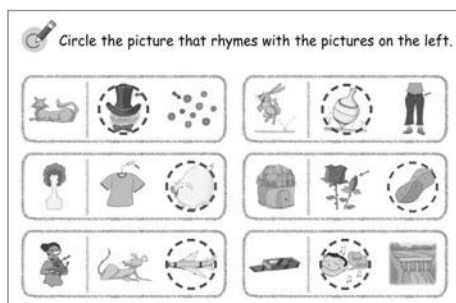 Circle the picture that rhymes with the pictures on the left.